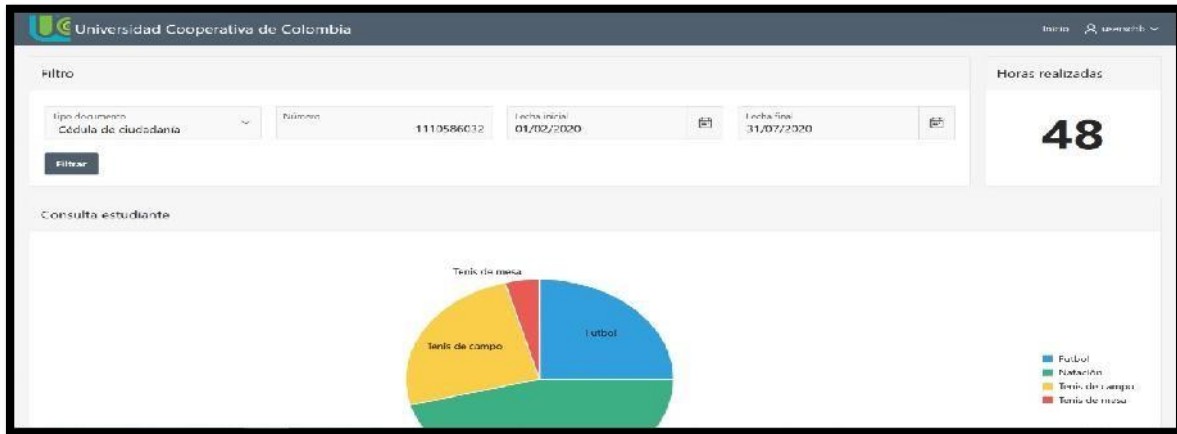 Universidad Cooperativa de Colombia
Inicio
Filtro
Horas realizadas
Tipo documento
Cédula de ciudadanía
Número
1110586032
Fecha inicial
01/02/2020
Fecha final
31/07/2020
48
Filtrar
Consulta estudiante
Tenis de mesa
Futbol
Tenis de campo
Futbol
Natación
Tenis de campo
Tenis de mesa